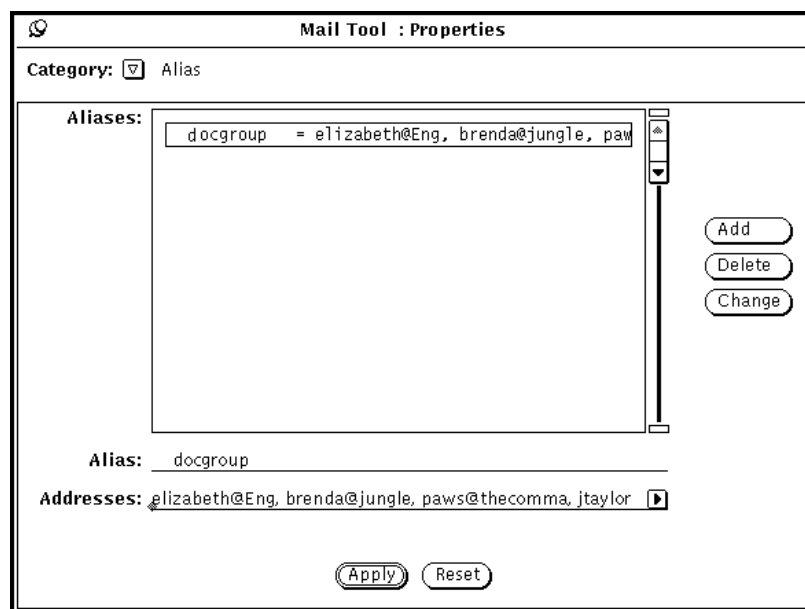 Mail Tool : Properties
Category: Alias
Aliases:
docgroup = elizabeth@Eng, brenda@jungle, paw
Add
Delete
Change
Alias: docgroup
Addresses: elizabeth@Eng, brenda@jungle, paws@thecomma, jtaylor
Apply Reset